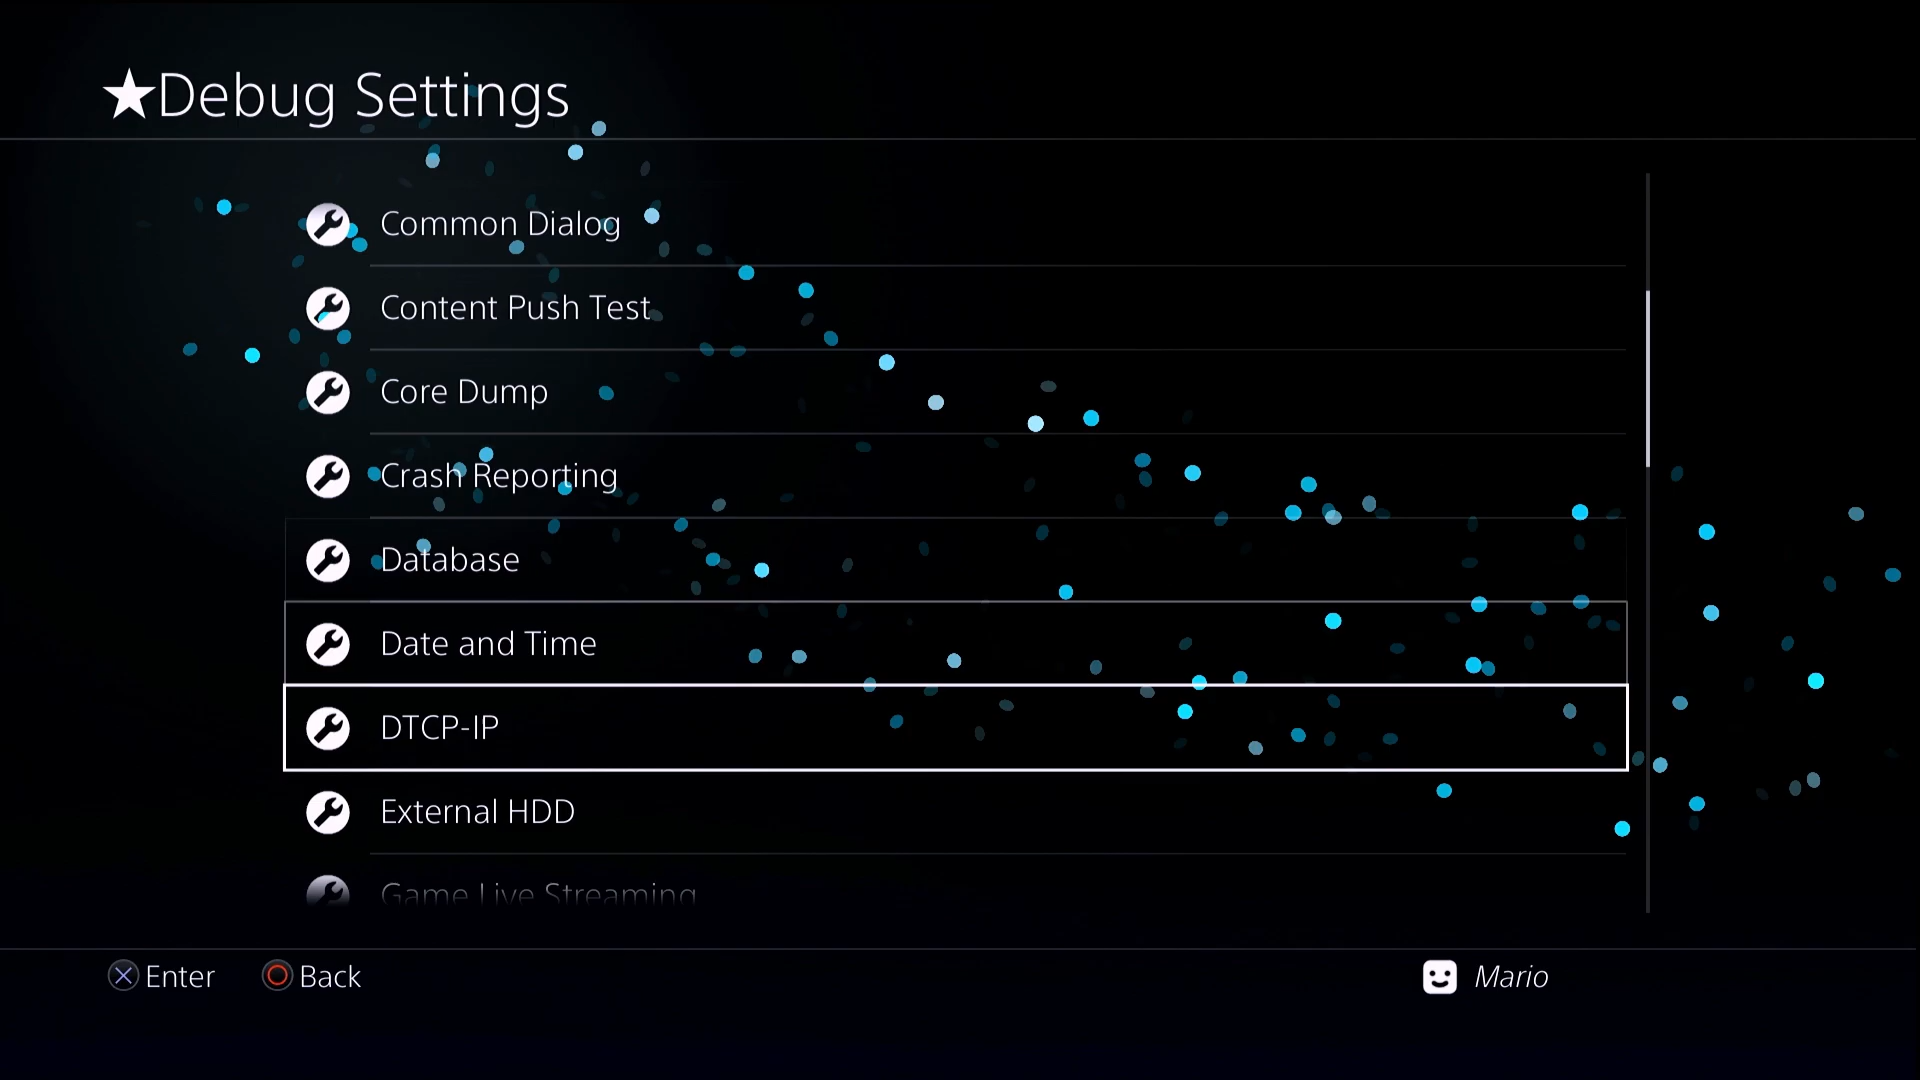 ★Debug Settings
Common Dialog
Content Push Test
Core Dump
Crash Reporting
Database
Date and Time
DTCP-IP
External HDD
Game Live Streaming
Enter Back Mario